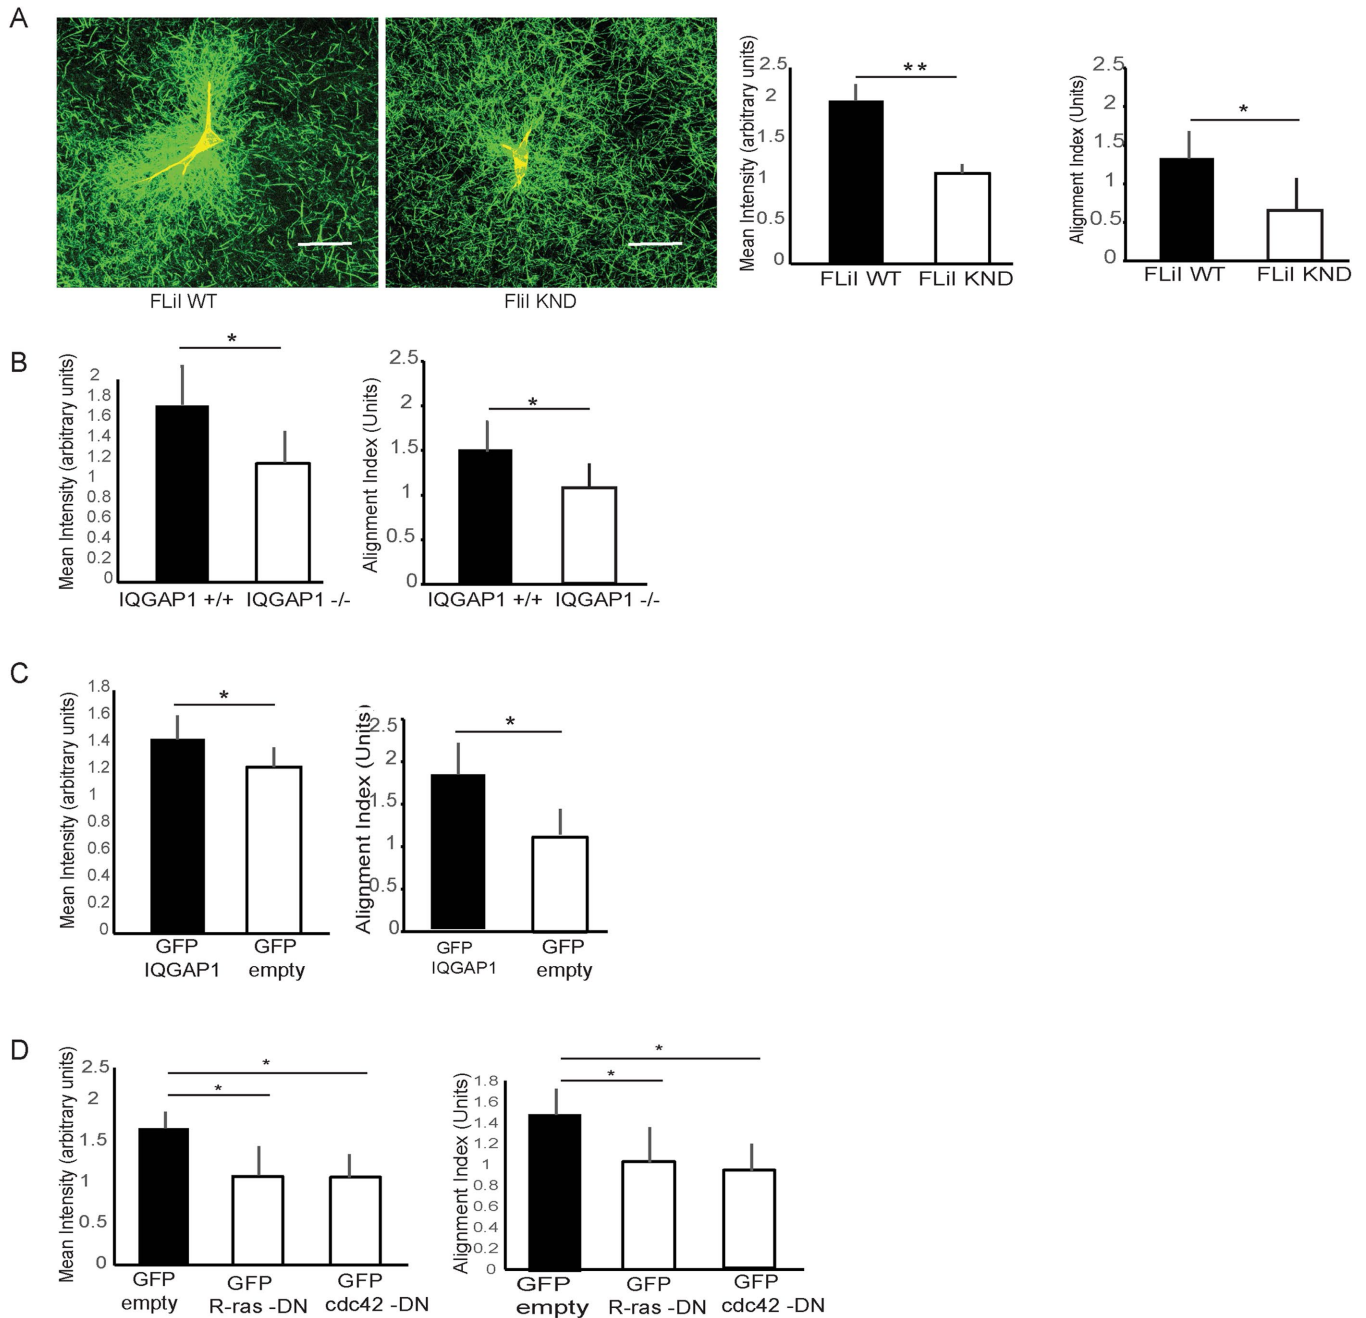 A
FLiI WT
FliI KND
Mean Intensity (arbitrary units)
2.5
2
1.5
1
0.5
0
**
FLiI WT FLiI KND
Alignment Index (Units)
2.5
2
1.5
1
0.5
0
*
FLiI WT FLiI KND
B
Mean Intensity (arbitrary units)
2
1.8
1.6
1.4
1.2
1
0.8
0.6
0.4
0.2
0
*
IQGAP1 +/+ IQGAP1 -/-
Alignment Index (Units)
2.5
2
1.5
1
0.5
0
*
IQGAP1 +/+ IQGAP1 -/-
C
Mean Intensity (arbitrary units)
1.8
1.6
1.4
1.2
1
0.8
0.6
0.4
0.2
0
*
GFP GFP
IQGAP1 empty
Alignment Index (Units)
2.5
2
1.5
1
0.5
0
*
GFP GFP
IQGAP1 empty
D
Mean Intensity (arbitrary units)
2.5
2
1.5
1
0.5
0
*
*
GFP GFP GFP
empty R-ras -DN cdc42 -DN
Alignment Index (Units)
1.8
1.6
1.4
1.2
1
0.8
0.6
0.4
0.2
0
*
*
GFP GFP GFP
empty R-ras -DN cdc42 -DN